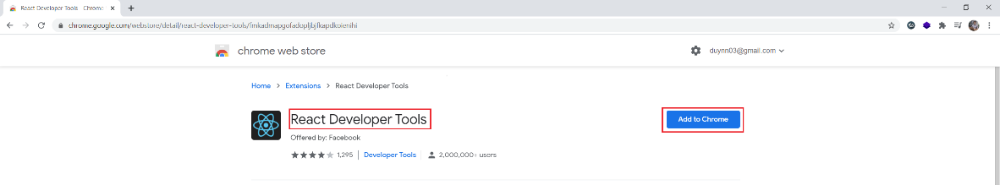 React Developer Tools - Chrome
chrome.google.com/webstore/detail/react-developer-tools/fmkadmapgofadopljbjfkapdkoienihi
chrome web store
duynn03@gmail.com
Home > Extensions > React Developer Tools
React Developer Tools
Add to Chrome
Offered by: Facebook
1,295 Developer Tools 2,000,000+ users